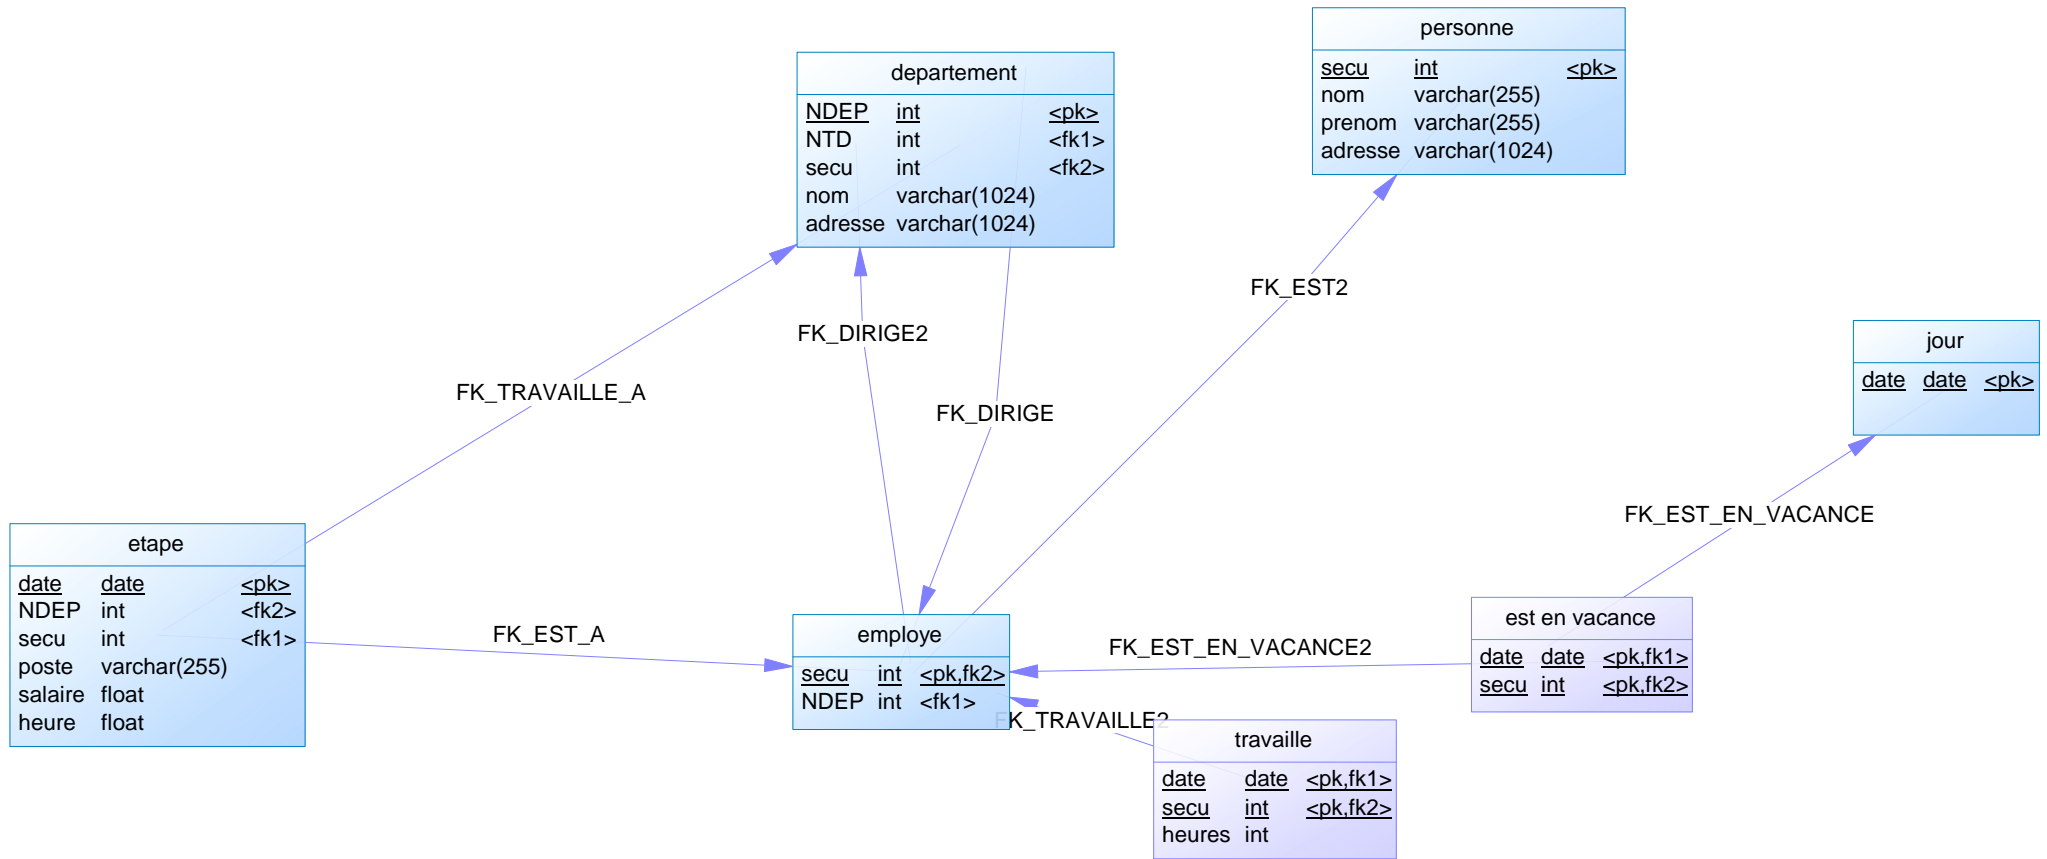 personne
secu int <pk>
nom varchar(255)
prenom varchar(255)
adresse varchar(1024)
departement
NDEP int <pk>
NTD int <fk1>
secu int <fk2>
nom varchar(1024)
adresse varchar(1024)
FK_EST2
FK_DIRIGE2
jour
date date <pk>
FK_TRAVAILLE_A
FK_DIRIGE
FK_EST_EN_VACANCE
etape
date date <pk>
NDEP int <fk2>
secu int <fk1>
poste varchar(255)
salaire float
heure float
FK_EST_A
employe
secu int <pk,fk2>
NDEP int <fk1>
FK_EST_EN_VACANCE2
est en vacance
date date <pk,fk1>
secu int <pk,fk2>
FK_TRAVAILLE2
travaille
date date <pk,fk1>
secu int <pk,fk2>
heures int